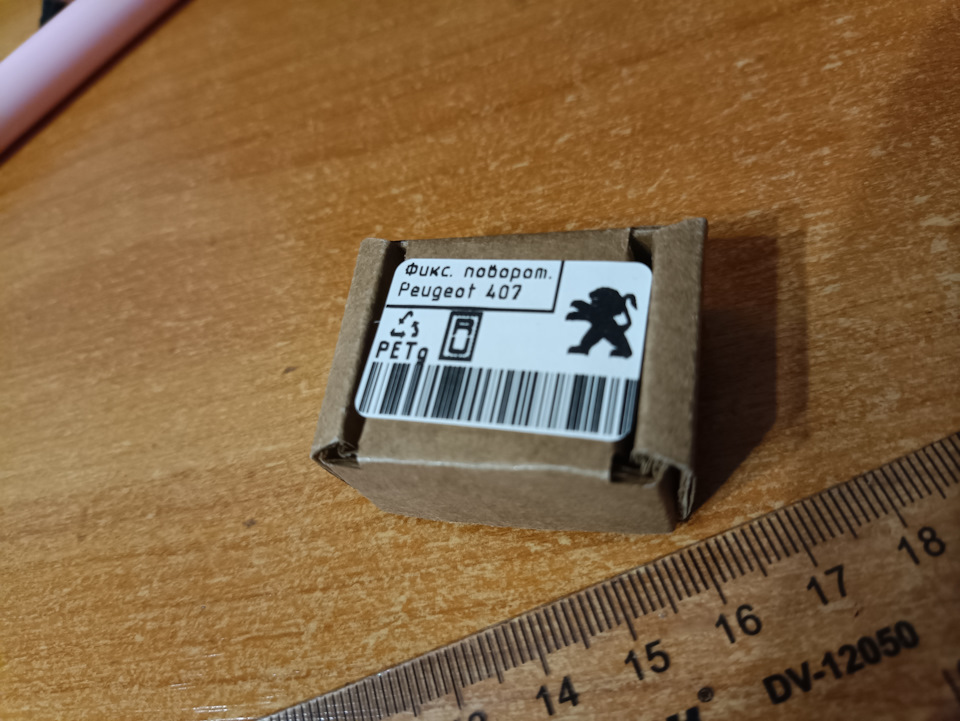 Фикс. поворот.
Peugeot 407
PETg
14
15
16
17
18
DV-12050